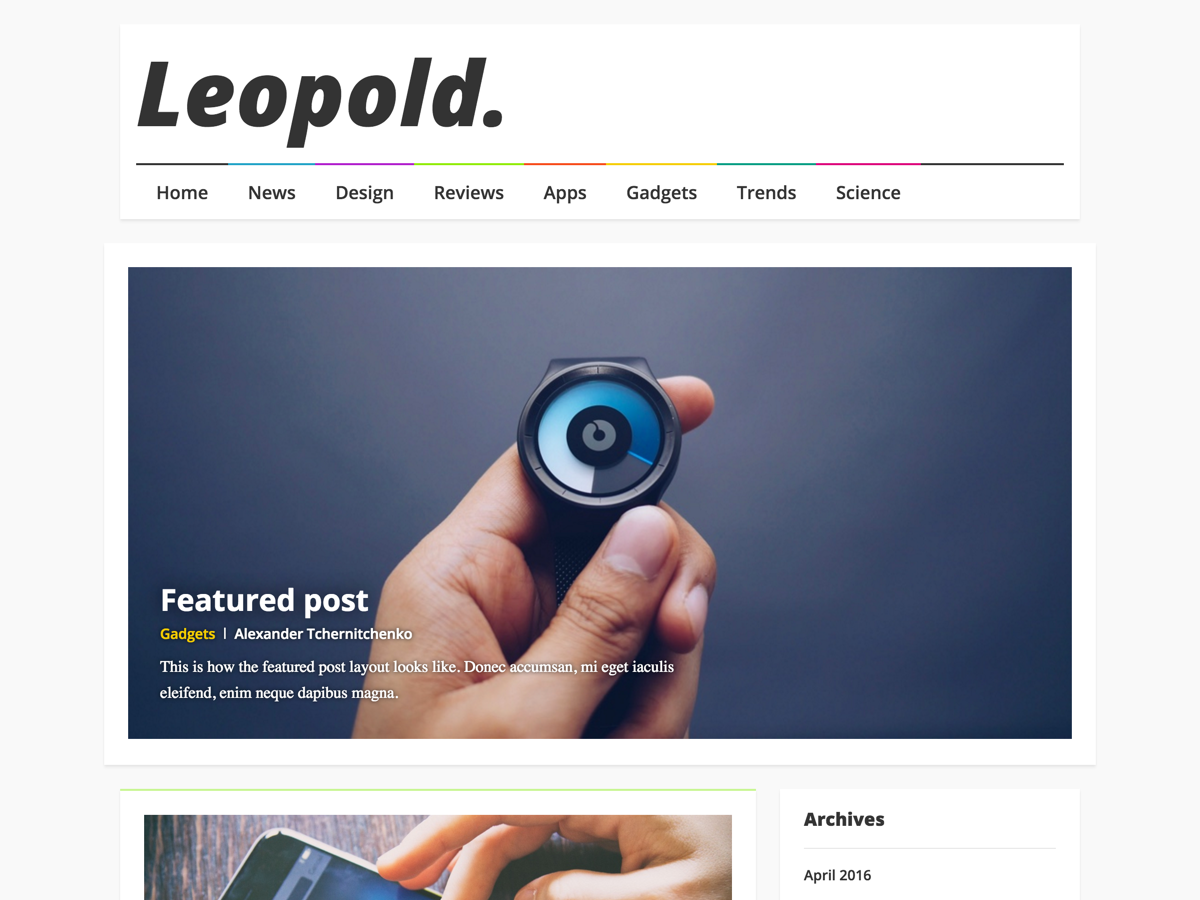 Leopold.
Home News Design Reviews Apps Gadgets Trends Science
Featured post
Gadgets | Alexander Tchernitchenko
This is how the featured post layout looks like. Donec accumsan, mi eget iaculis
eleifend, enim neque dapibus magna.
Archives
April 2016